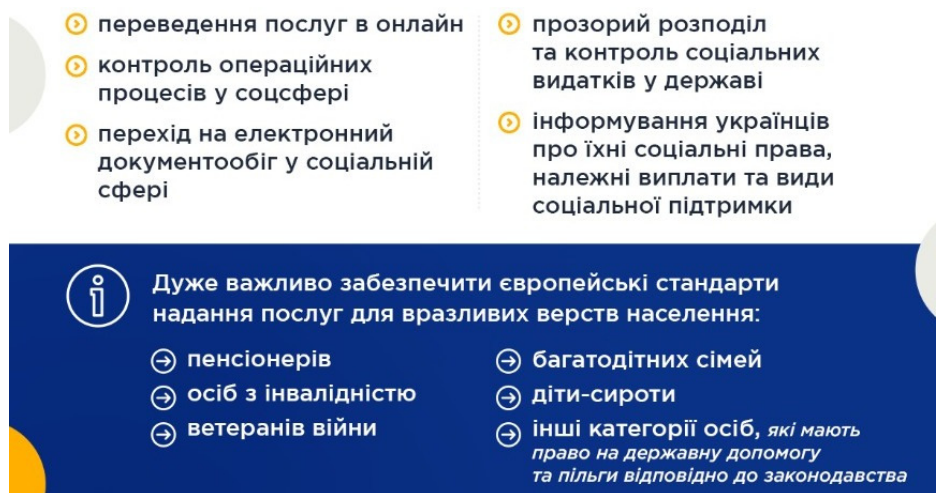 переведення послуг в онлайн
контроль операційних
процесів у соцсфері
перехід на електронний
документообіг у соціальній
сфері
прозорий розподіл
та контроль соціальних
видатків у державі
інформування українців
про їхні соціальні права,
належні виплати та види
соціальної підтримки
Дуже важливо забезпечити європейські стандарти
надання послуг для вразливих верств населення:
пенсіонерів
осіб з інвалідністю
ветеранів війни
багатодітних сімей
діти-сироти
інші категорії осіб, які мають
право на державну допомогу
та пільги відповідно до законодавства